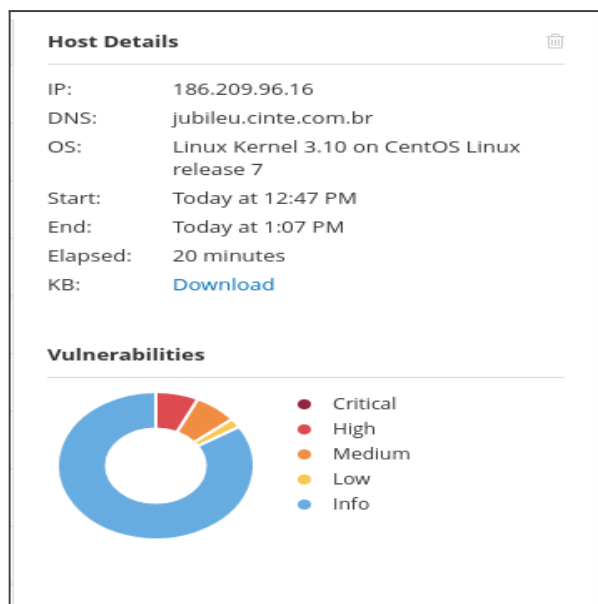 Host Details
IP: 186.209.96.16
DNS: jubileu.cinte.com.br
OS: Linux Kernel 3.10 on CentOS Linux
release 7
Start: Today at 12:47 PM
End: Today at 1:07 PM
Elapsed: 20 minutes
KB: Download
Vulnerabilities
Critical
High
Medium
Low
Info